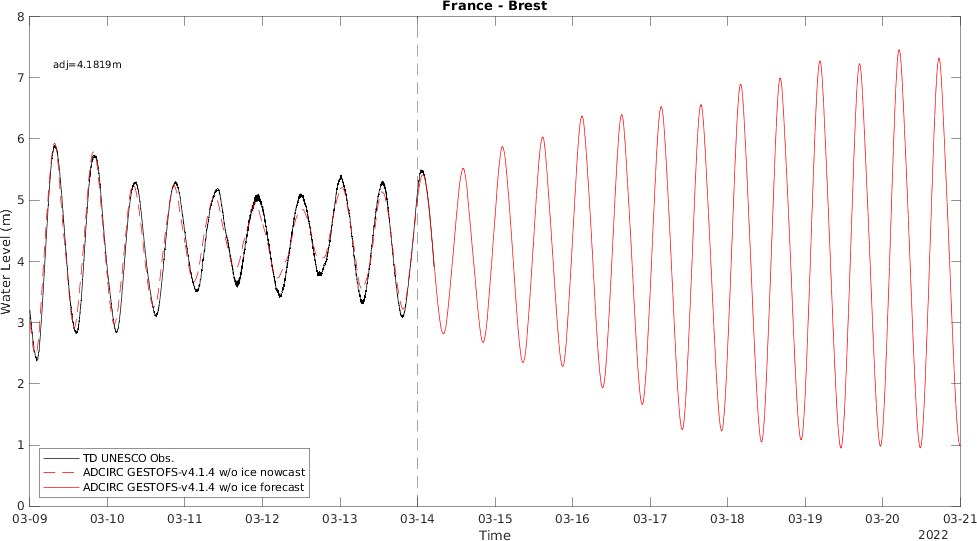 France - Brest
adj=4.1819m
8
7
6
5
4
3
2
1
0
Water Level (m)
TD UNESCO Obs.
ADCIRC GESTOFS-v4.1.4 w/o ice nowcast
ADCIRC GESTOFS-v4.1.4 w/o ice forecast
03-09 03-10 03-11 03-12 03-13 03-14 03-15 03-16 03-17 03-18 03-19 03-20 03-21
Time
2022